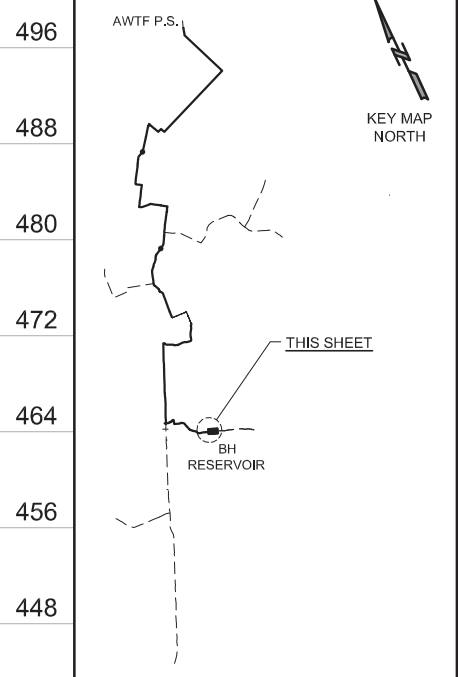 496
AWTF P.S.
KEY MAP
NORTH
488
480
472
THIS SHEET
464
BH
RESERVOIR
456
448